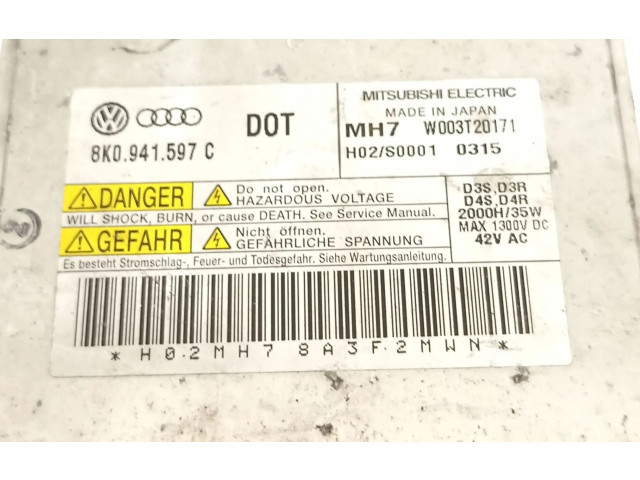 8K0.941.597 C
DOT
MITSUBISHI ELECTRIC
MADE IN JAPAN
MH7 W003T20171
H02/S0001 0315
DANGER
Do not open.
HAZARDOUS VOLTAGE
WILL SHOCK, BURN, or cause DEATH. See Service Manual.
GEFAHR
Nicht öffnen.
GEFÄHRLICHE SPANNUNG
Es besteht Stromschlag-, Feuer- und Todesgefahr. Siehe Wartungsanleitung.
D3S, D3R
D4S, D4R
2000H/35W
MAX 1300V DC
42V AC
*H02MH78A3F2MWN*